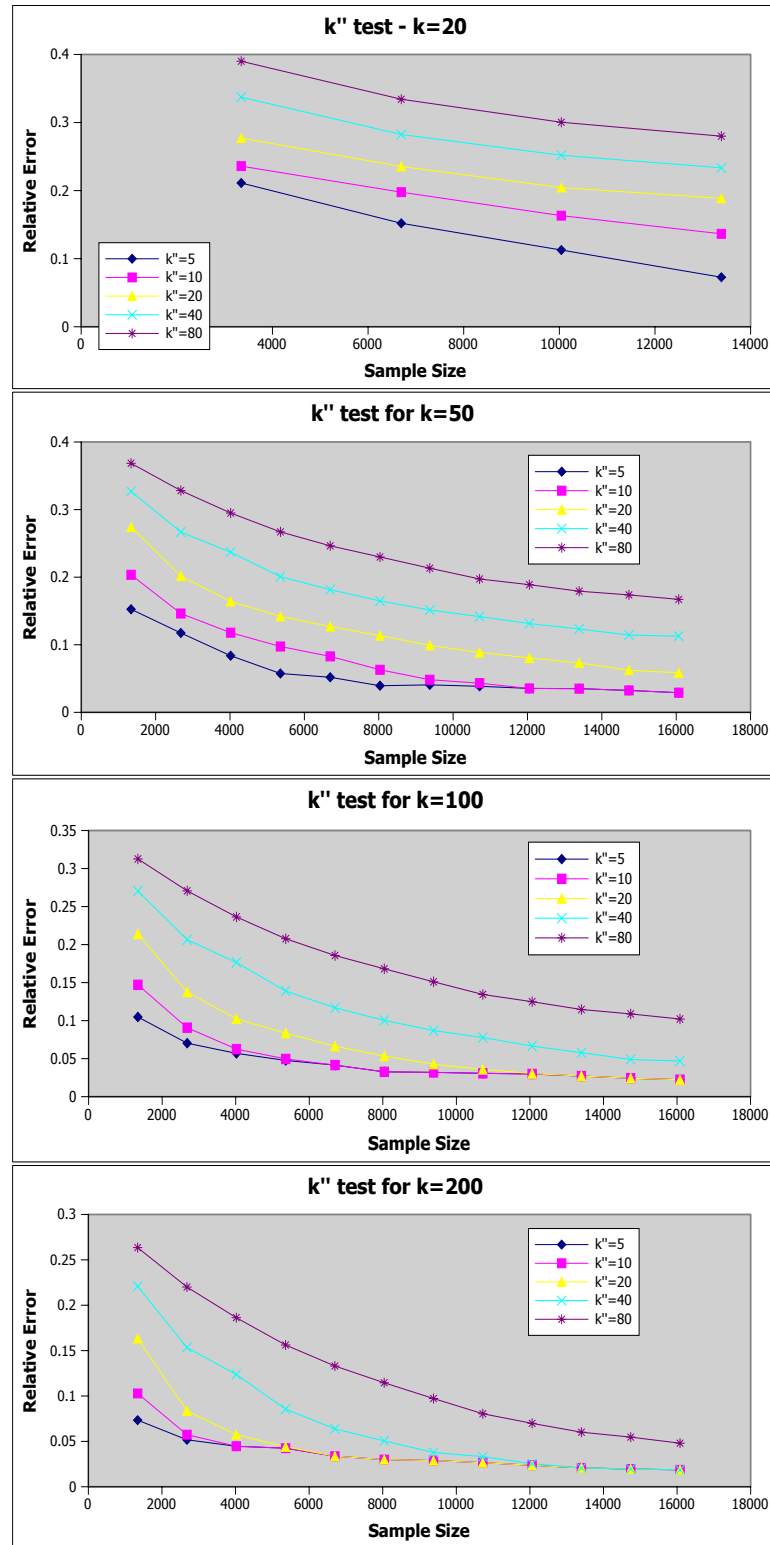 k'' test - k=20
0.4
0.3
0.2
0.1
0
Relative Error
k"=5
k"=10
k"=20
k"=40
k"=80
0
4000
6000
8000
10000
12000
14000
Sample Size
k'' test for k=50
0.4
0.3
0.2
0.1
0
Relative Error
k"=5
k"=10
k"=20
k"=40
k"=80
0
2000
4000
6000
8000
10000
12000
14000
16000
18000
Sample Size
k'' test for k=100
0.35
0.3
0.25
0.2
0.15
0.1
0.05
0
Relative Error
k"=5
k"=10
k"=20
k"=40
k"=80
0
2000
4000
6000
8000
10000
12000
14000
16000
18000
Sample Size
k'' test for k=200
0.3
0.25
0.2
0.15
0.1
0.05
0
Relative Error
k''=5
k''=10
k''=20
k''=40
k''=80
0
2000
4000
6000
8000
10000
12000
14000
16000
18000
Sample Size